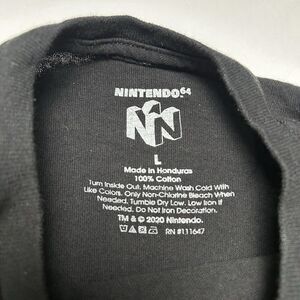 NINTENDO64
L
Made in Honduras
100% Cotton
Turn Inside Out. Machine Wash Cold With
Like Colors. Only Non-Chlorine Bleach When
Needed. Tumble Dry Low. Low Iron if
Needed. Do Not Iron Decoration.
TM & © 2020 Nintendo.
RN #111647